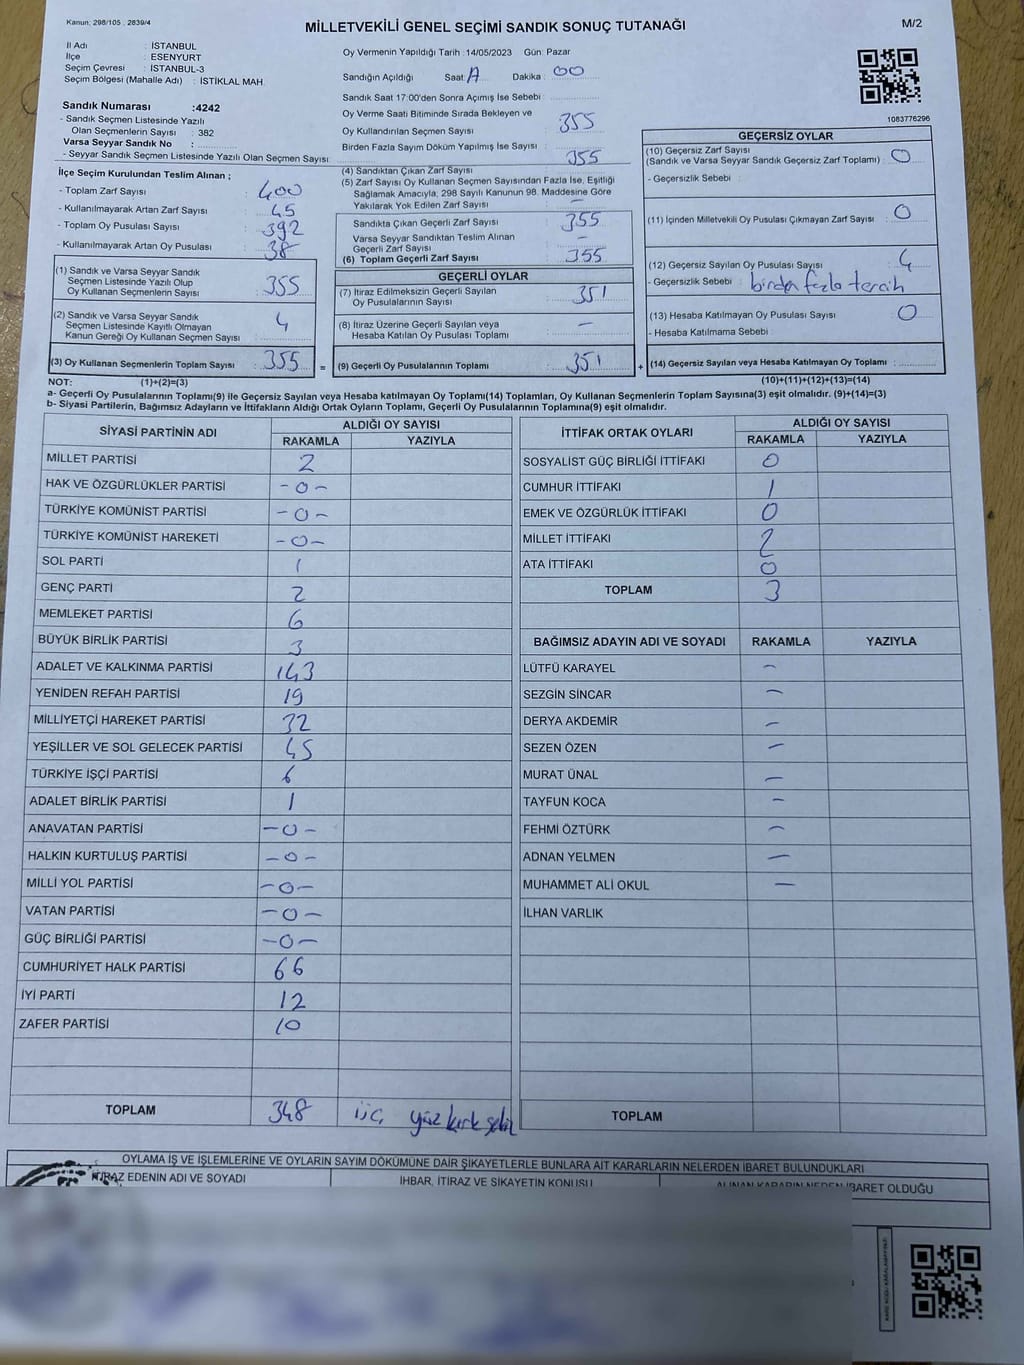 Kanun: 298/105 , 2839/4
MİLLETVEKİLİ GENEL SEÇİMİ SANDIK SONUÇ TUTANAĞI
M/2
İl Adı : İSTANBUL
İlçe : ESENYURT
Seçim Çevresi : İSTANBUL-3
Seçim Bölgesi (Mahalle Adı) : İSTİKLAL MAH.
Sandık Numarası :4242
- Sandık Seçmen Listesinde Yazılı
Olan Seçmenlerin Sayısı : 382
Varsa Seyyar Sandık No :
- Seyyar Sandık Seçmen Listesinde Yazılı Olan Seçmen Sayısı:
İlçe Seçim Kurulundan Teslim Alınan ;
- Toplam Zarf Sayısı : 400
- Kullanılmayarak Artan Zarf Sayısı : 45
- Toplam Oy Pusulası Sayısı : 392
- Kullanılmayarak Artan Oy Pusulası : 38
(1) Sandık ve Varsa Seyyar Sandık
Seçmen Listesinde Yazılı Olup
Oy Kullanan Seçmenlerin Sayısı : 355
(2) Sandık ve Varsa Seyyar Sandık
Seçmen Listesinde Kayıtlı Olmayan
Kanun Gereği Oy Kullanan Seçmen Sayısı : 4
(3) Oy Kullanan Seçmenlerin Toplam Sayısı : 355 =
Oy Vermenin Yapıldığı Tarih :14/05/2023 Gün: Pazar
Sandığın Açıldığı Saat: A Dakika : 00
Sandık Saat 17:00'den Sonra Açımış İse Sebebi :
Oy Verme Saati Bitiminde Sırada Bekleyen ve
Oy Kullandırılan Seçmen Sayısı : 355
Birden Fazla Sayım Döküm Yapılmış İse Sayısı :
(4) Sandıktan Çıkan Zarf Sayısı : 355
(5) Zarf Sayısı Oy Kullanan Seçmen Sayısından Fazla İse, Eşitliği
Sağlamak Amacıyla, 298 Sayılı Kanunun 98. Maddesine Göre
Yakılarak Yok Edilen Zarf Sayısı : -
Sandıkta Çıkan Geçerli Zarf Sayısı : 355
Varsa Seyyar Sandıktan Teslim Alınan
Geçerli Zarf Sayısı : -
(6) Toplam Geçerli Zarf Sayısı : 355
GEÇERLİ OYLAR
(7) İtiraz Edilmeksizin Geçerli Sayılan
Oy Pusulalarının Sayısı : 351
(8) İtiraz Üzerine Geçerli Sayılan veya
Hesaba Katılan Oy Pusulası Toplamı : -
(9) Geçerli Oy Pusulalarının Toplamı : 351 +
1083776296
GEÇERSİZ OYLAR
(10) Geçersiz Zarf Sayısı
(Sandık ve Varsa Seyyar Sandık Geçersiz Zarf Toplamı) : 0
- Geçersizlik Sebebi :
(11) İçinden Milletvekili Oy Pusulası Çıkmayan Zarf Sayısı : 0
(12) Geçersiz Sayılan Oy Pusulası Sayısı : 4
- Geçersizlik Sebebi : birden fazla tercih
(13) Hesaba Katılmayan Oy Pusulası Sayısı : 0
- Hesaba Katılmama Sebebi :
(14) Geçersiz Sayılan veya Hesaba Katılmayan Oy Toplamı :
NOT: (1)+(2)=(3) (10)+(11)+(12)+(13)=(14)
a- Geçerli Oy Pusulalarının Toplamı(9) ile Geçersiz Sayılan veya Hesaba katılmayan Oy Toplamı(14) Toplamları, Oy Kullanan Seçmenlerin Toplam Sayısına(3) eşit olmalıdır. (9)+(14)=(3)
b- Siyasi Partilerin, Bağımsız Adayların ve İttifakların Aldığı Ortak Oyların Toplamı, Geçerli Oy Pusulalarının Toplamına(9) eşit olmalıdır.
SİYASİ PARTİNİN ADI ALDIĞI OY SAYISI
RAKAMLA YAZIYLA
MİLLET PARTİSİ 2
HAK VE ÖZGÜRLÜKLER PARTİSİ -0-
TÜRKİYE KOMÜNİST PARTİSİ -0-
TÜRKİYE KOMÜNİST HAREKETİ -0-
SOL PARTİ 1
GENÇ PARTİ 2
MEMLEKET PARTİSİ 6
BÜYÜK BİRLİK PARTİSİ 3
ADALET VE KALKINMA PARTİSİ 143
YENİDEN REFAH PARTİSİ 19
MİLLİYETÇİ HAREKET PARTİSİ 32
YEŞİLLER VE SOL GELECEK PARTİSİ 45
TÜRKİYE İŞÇİ PARTİSİ 6
ADALET BİRLİK PARTİSİ 1
ANAVATAN PARTİSİ -0-
HALKIN KURTULUŞ PARTİSİ -0-
MİLLİ YOL PARTİSİ -0-
VATAN PARTİSİ -0-
GÜÇ BİRLİĞİ PARTİSİ -0-
CUMHURİYET HALK PARTİSİ 66
İYİ PARTİ 12
ZAFER PARTİSİ 10
TOPLAM 348 üç yüz kırk sekiz
İTTİFAK ORTAK OYLARI ALDIĞI OY SAYISI
RAKAMLA YAZIYLA
SOSYALİST GÜÇ BİRLİĞİ İTTİFAKI 0
CUMHUR İTTİFAKI 1
EMEK VE ÖZGÜRLÜK İTTİFAKI 0
MİLLET İTTİFAKI 2
ATA İTTİFAKI 0
TOPLAM 3
BAĞIMSIZ ADAYIN ADI VE SOYADI RAKAMLA YAZIYLA
LÜTFÜ KARAYEL -
SEZGİN SİNCAR -
DERYA AKDEMİR -
SEZEN ÖZEN -
MURAT ÜNAL -
TAYFUN KOCA -
FEHMİ ÖZTÜRK -
ADNAN YELMEN -
MUHAMMET ALİ OKUL -
İLHAN VARLIK
TOPLAM
OYLAMA İŞ VE İŞLEMLERİNE VE OYLARIN SAYIM DÖKÜMÜNE DAİR ŞİKAYETLERLE BUNLARA AİT KARARLARIN NELERDEN İBARET BULUNDUKLARI
İTİRAZ EDENİN ADI VE SOYADI İHBAR, İTİRAZ VE ŞİKAYETİN KONUSU ALINAN KARARIN NEDEN İBARET OLDUĞU